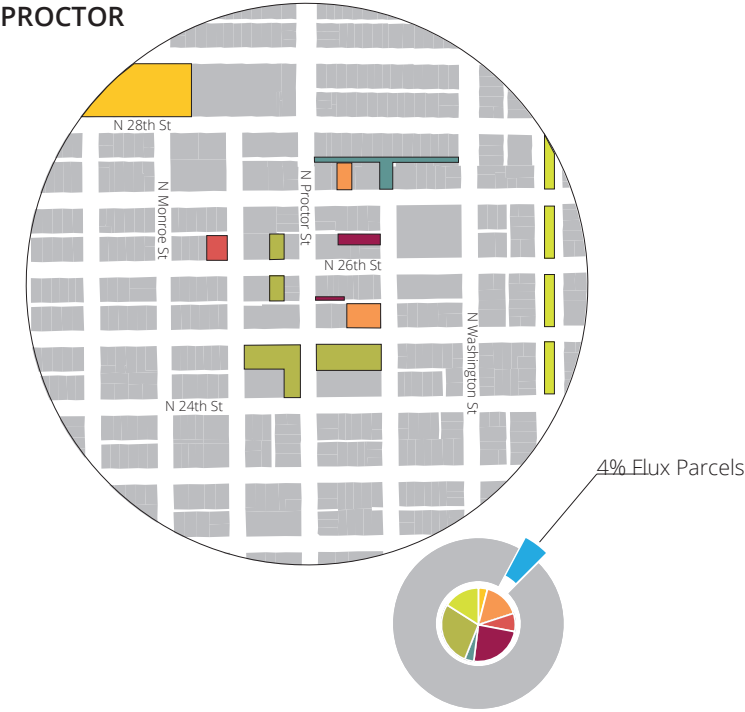 PROCTOR
N 28th St
N Monroe St
N Proctor St
N 26th St
N Washington St
N 24th St
4% Flux Parcels